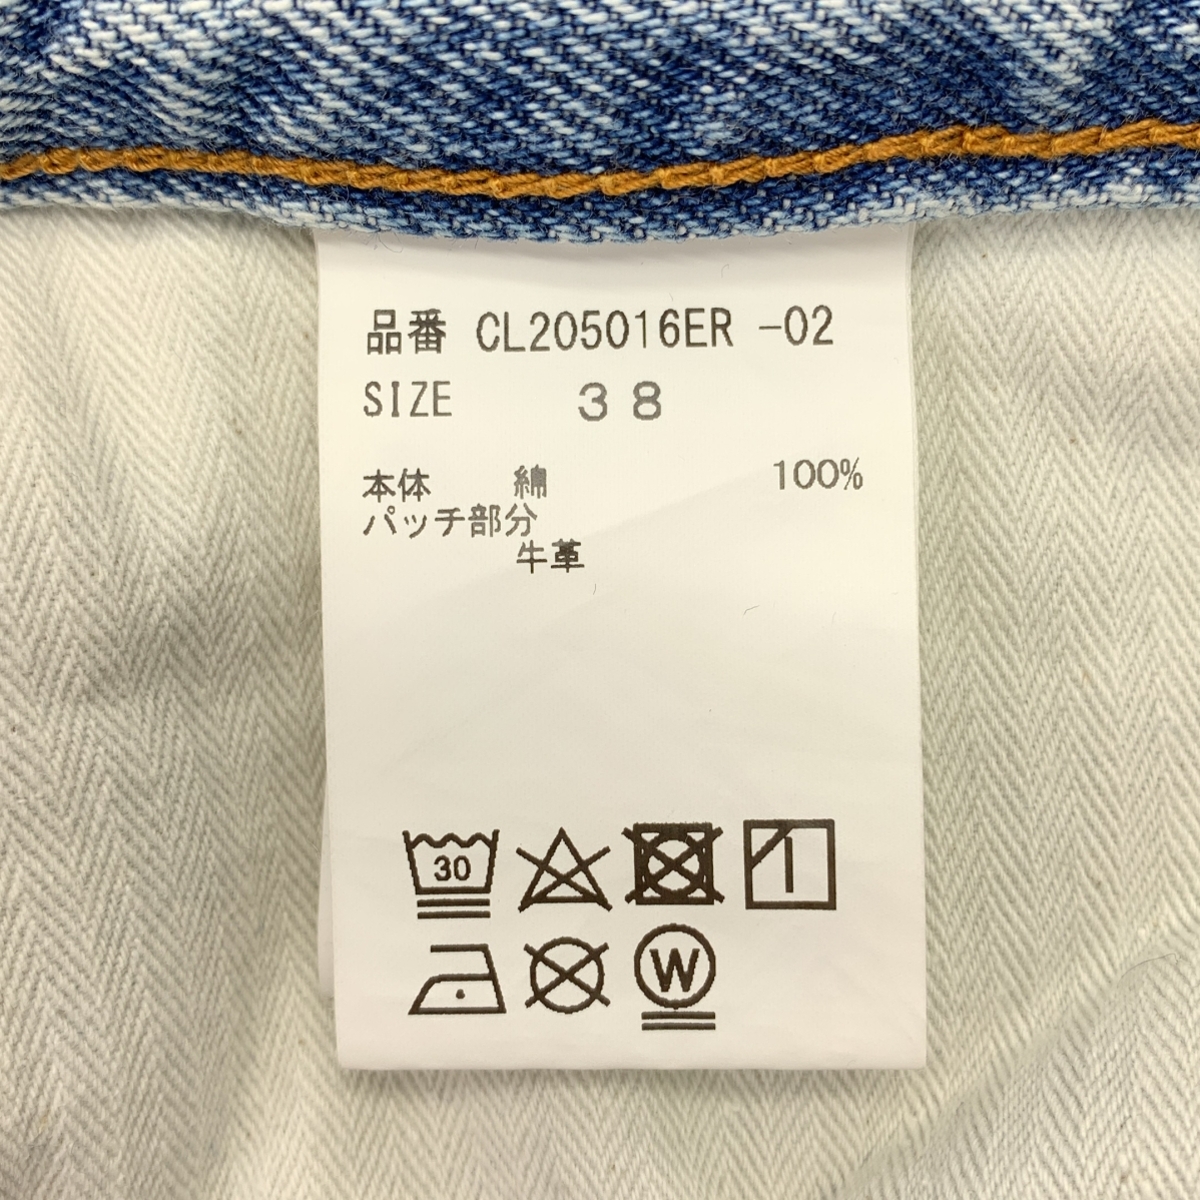 品番 CL205016ER -02
SIZE 38
本体 綿 100%
パッチ部分
牛革
30
W